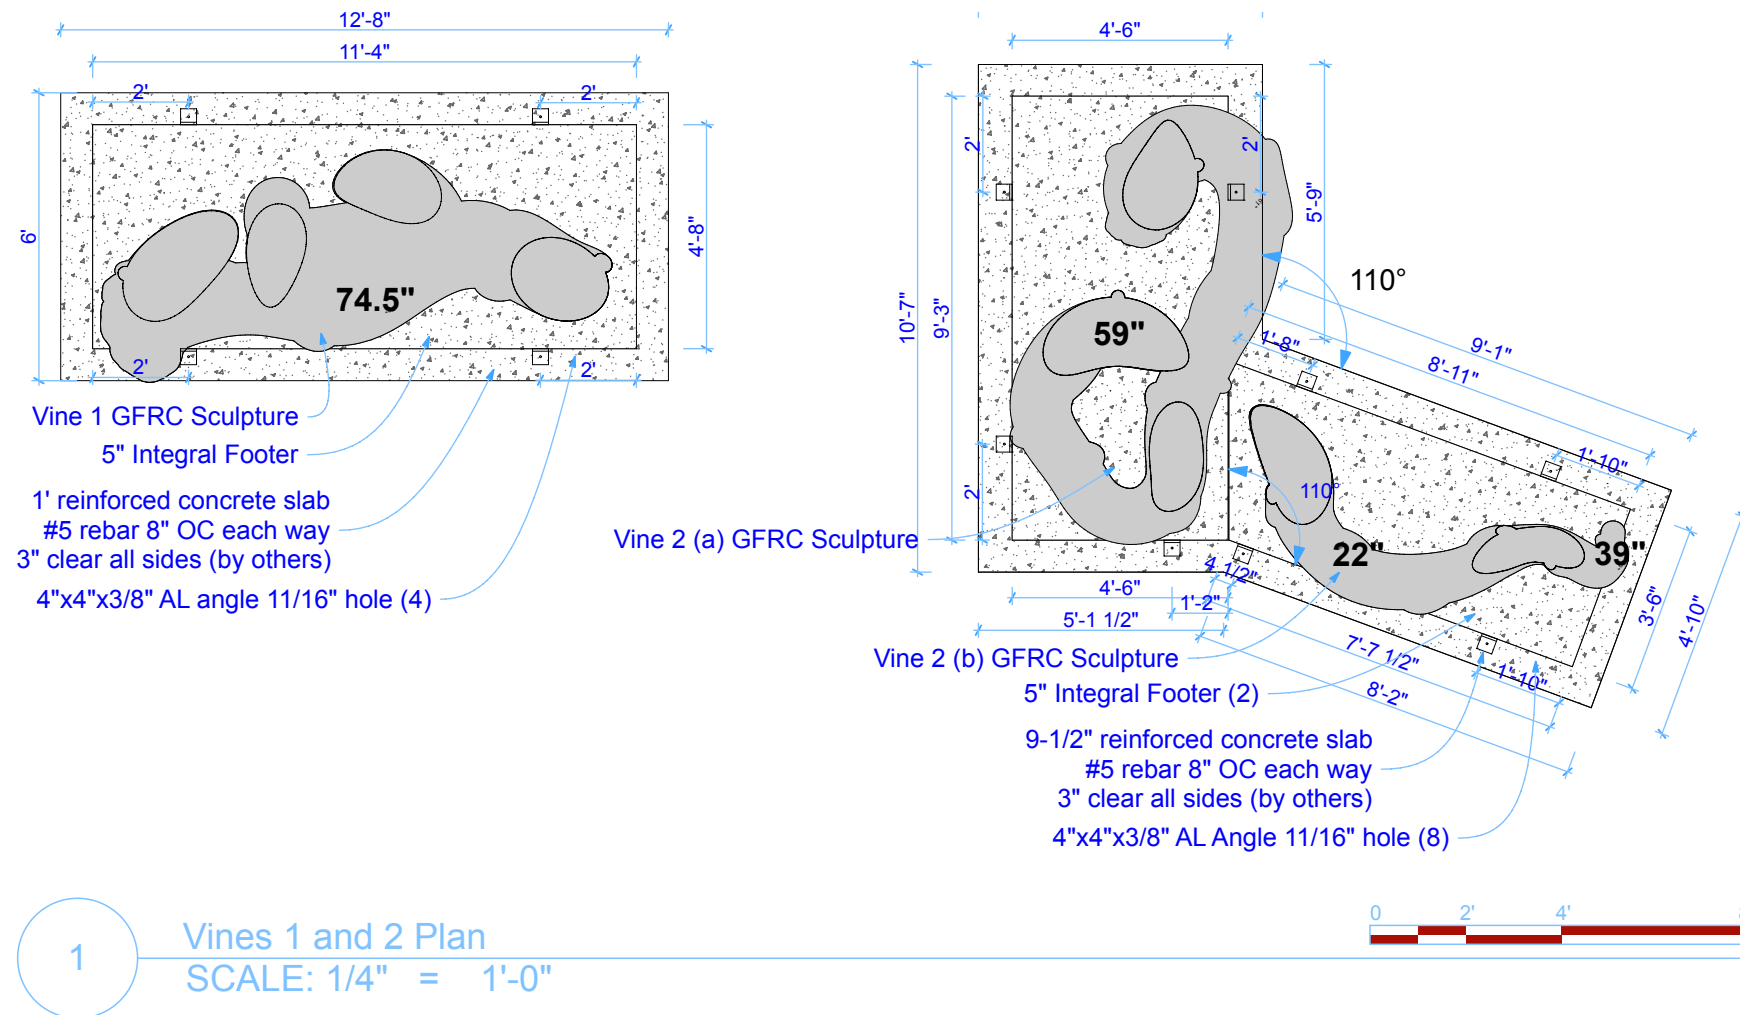 12'-8"
11'-4"
2'
2'
6'
4'-8"
74.5"
2'
2'
Vine 1 GFRC Sculpture
5" Integral Footer
1' reinforced concrete slab
#5 rebar 8" OC each way
3" clear all sides (by others)
4"x4"x3/8" AL angle 11/16" hole (4)
4'-6"
2'
2'
5'-9"
110°
10'-7"
9'-3"
59"
1'-8"
9'-1"
8'-11"
1'-10"
2'
110°
Vine 2 (a) GFRC Sculpture
22"
39"
4 1/2"
4'-6"
1'-2"
5'-1 1/2"
3'-6"
4'-10"
7'-7 1/2"
1'-10"
8'-2"
Vine 2 (b) GFRC Sculpture
5" Integral Footer (2)
9-1/2" reinforced concrete slab
#5 rebar 8" OC each way
3" clear all sides (by others)
4"x4"x3/8" AL Angle 11/16" hole (8)
1
Vines 1 and 2 Plan
SCALE: 1/4" = 1'-0"
0 2' 4'